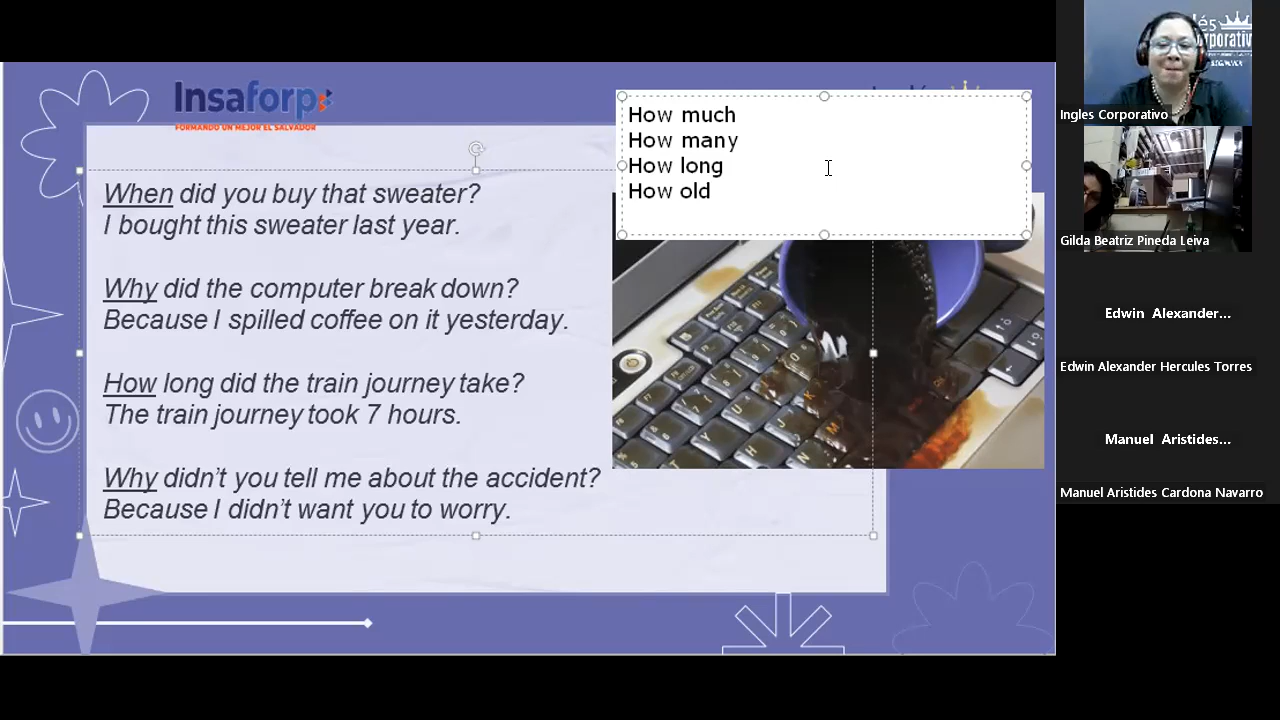 Insaforp
FORMANDO UN MEJOR EL SALVADOR
How much
How many
How long
How old
When did you buy that sweater?
I bought this sweater last year.
Why did the computer break down?
Because I spilled coffee on it yesterday.
How long did the train journey take?
The train journey took 7 hours.
Why didn't you tell me about the accident?
Because I didn't want you to worry.
Ingles Corporativo
Gilda Beatriz Pineda Leiva
Edwin Alexander...
Edwin Alexander Hercules Torres
Manuel Aristides...
Manuel Aristides Cardona Navarro